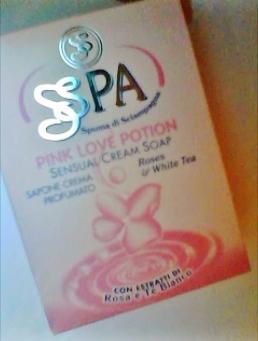 SPA
Spuma di Sciampagna
PINK LOVE POTION
SENSUAL CREAM SOAP
SAPONE CREMA
PROFUMATO
Roses
& White Tea
CON ESTRATTI DI
Rosa e Tè Bianco